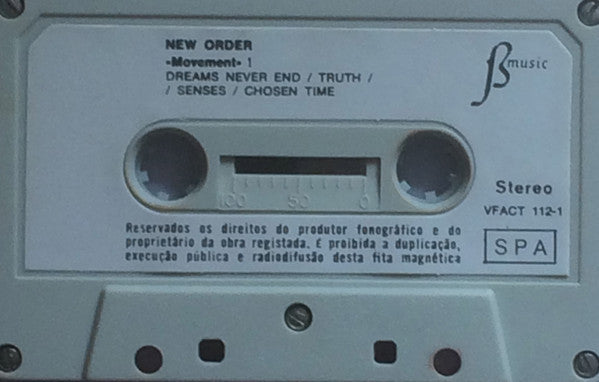 NEW ORDER
-Movement- 1
DREAMS NEVER END / TRUTH /
/ SENSES / CHOSEN TIME
β music
100 50 0
Stereo
VFACT 112-1
SPA
Reservados os direitos do produtor fonográfico e do
proprietário da obra registada. É proibida a duplicação,
execução pública e radiodifusão desta fita magnética